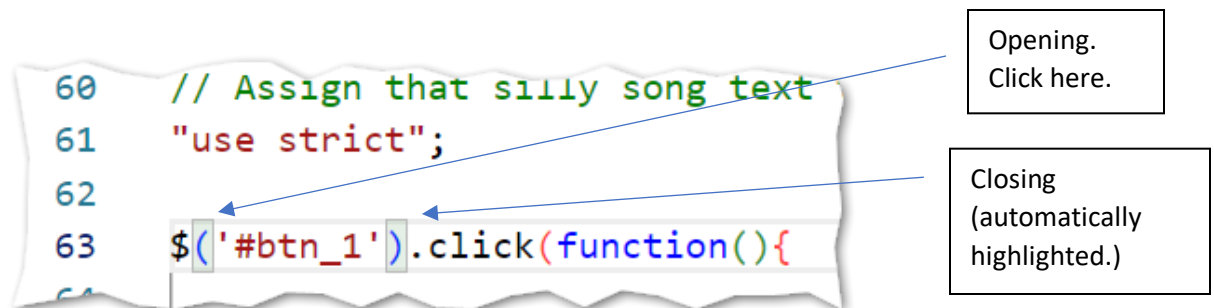 Opening.
Click here.
60 // Assign that silly song text
61 "use strict";
62
63 $('#btn_1').click(function(){
64
Closing
(automatically
highlighted.)